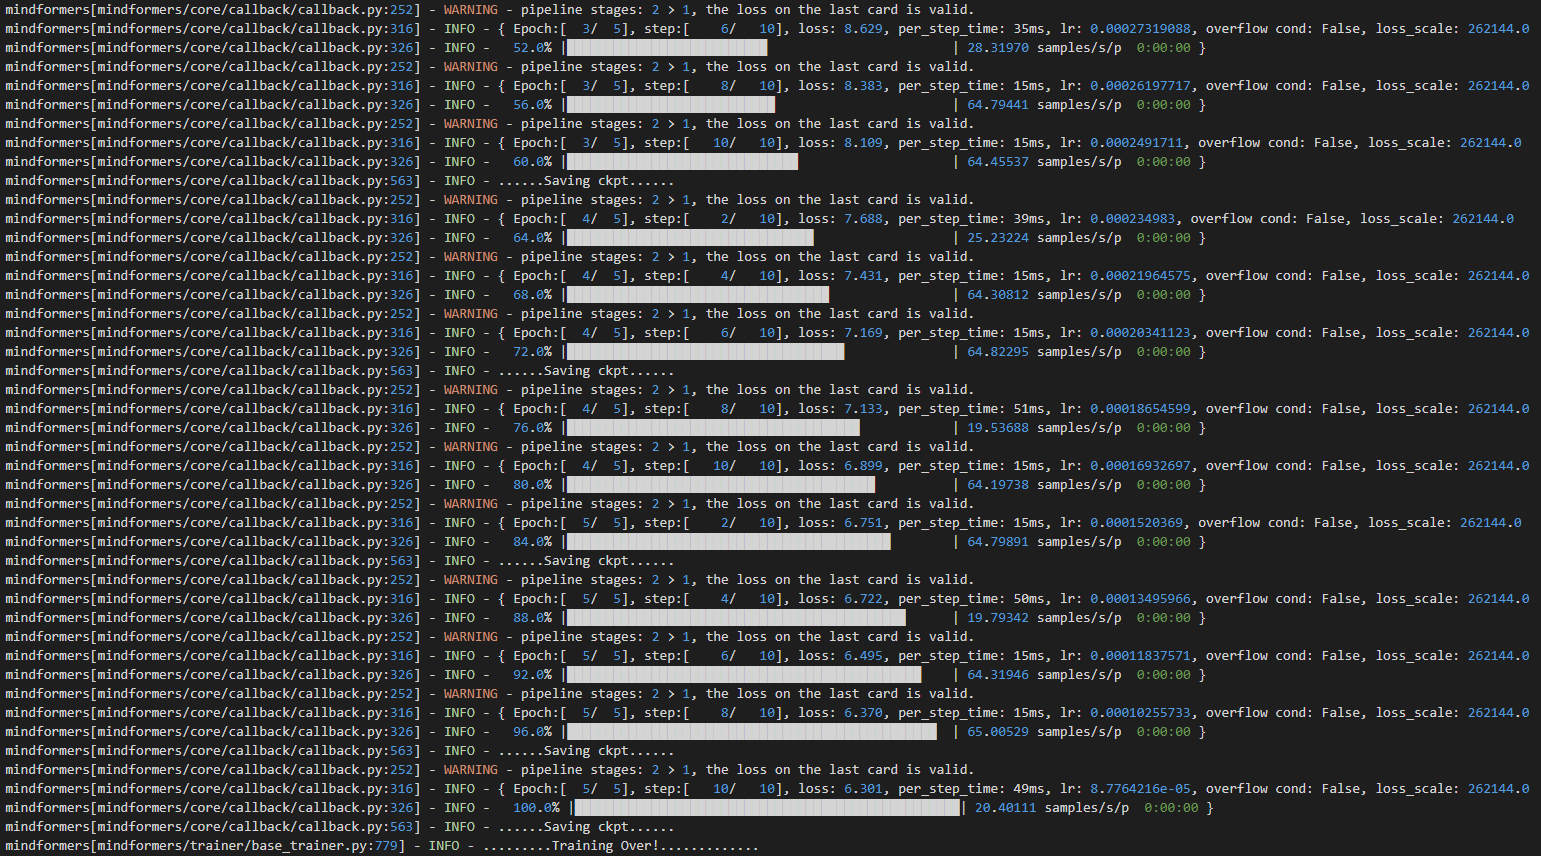 mindformers[mindformers/core/callback/callback.py:252] - WARNING - pipeline stages: 2 > 1, the loss on the last card is valid.
mindformers[mindformers/core/callback/callback.py:316] - INFO - { Epoch:[  3/  5], step:[    6/   10], loss: 8.629, per_step_time: 35ms, lr: 0.00027319088, overflow cond: False, loss_scale: 262144.0
mindformers[mindformers/core/callback/callback.py:326] - INFO -   52.0% | | 28.31970 samples/s/p  0:00:00 }
mindformers[mindformers/core/callback/callback.py:252] - WARNING - pipeline stages: 2 > 1, the loss on the last card is valid.
mindformers[mindformers/core/callback/callback.py:316] - INFO - { Epoch:[  3/  5], step:[    8/   10], loss: 8.383, per_step_time: 15ms, lr: 0.00026197717, overflow cond: False, loss_scale: 262144.0
mindformers[mindformers/core/callback/callback.py:326] - INFO -   56.0% | | 64.79441 samples/s/p  0:00:00 }
mindformers[mindformers/core/callback/callback.py:252] - WARNING - pipeline stages: 2 > 1, the loss on the last card is valid.
mindformers[mindformers/core/callback/callback.py:316] - INFO - { Epoch:[  3/  5], step:[   10/   10], loss: 8.109, per_step_time: 15ms, lr: 0.0002491711, overflow cond: False, loss_scale: 262144.0
mindformers[mindformers/core/callback/callback.py:326] - INFO -   60.0% | | 64.45537 samples/s/p  0:00:00 }
mindformers[mindformers/core/callback/callback.py:563] - INFO - ......Saving ckpt......
mindformers[mindformers/core/callback/callback.py:252] - WARNING - pipeline stages: 2 > 1, the loss on the last card is valid.
mindformers[mindformers/core/callback/callback.py:316] - INFO - { Epoch:[  4/  5], step:[    2/   10], loss: 7.688, per_step_time: 39ms, lr: 0.000234983, overflow cond: False, loss_scale: 262144.0
mindformers[mindformers/core/callback/callback.py:326] - INFO -   64.0% | | 25.23224 samples/s/p  0:00:00 }
mindformers[mindformers/core/callback/callback.py:252] - WARNING - pipeline stages: 2 > 1, the loss on the last card is valid.
mindformers[mindformers/core/callback/callback.py:316] - INFO - { Epoch:[  4/  5], step:[    4/   10], loss: 7.431, per_step_time: 15ms, lr: 0.00021964575, overflow cond: False, loss_scale: 262144.0
mindformers[mindformers/core/callback/callback.py:326] - INFO -   68.0% | | 64.30812 samples/s/p  0:00:00 }
mindformers[mindformers/core/callback/callback.py:252] - WARNING - pipeline stages: 2 > 1, the loss on the last card is valid.
mindformers[mindformers/core/callback/callback.py:316] - INFO - { Epoch:[  4/  5], step:[    6/   10], loss: 7.169, per_step_time: 15ms, lr: 0.00020341123, overflow cond: False, loss_scale: 262144.0
mindformers[mindformers/core/callback/callback.py:326] - INFO -   72.0% | | 64.82295 samples/s/p  0:00:00 }
mindformers[mindformers/core/callback/callback.py:563] - INFO - ......Saving ckpt......
mindformers[mindformers/core/callback/callback.py:252] - WARNING - pipeline stages: 2 > 1, the loss on the last card is valid.
mindformers[mindformers/core/callback/callback.py:316] - INFO - { Epoch:[  4/  5], step:[    8/   10], loss: 7.133, per_step_time: 51ms, lr: 0.00018654599, overflow cond: False, loss_scale: 262144.0
mindformers[mindformers/core/callback/callback.py:326] - INFO -   76.0% | | 19.53688 samples/s/p  0:00:00 }
mindformers[mindformers/core/callback/callback.py:252] - WARNING - pipeline stages: 2 > 1, the loss on the last card is valid.
mindformers[mindformers/core/callback/callback.py:316] - INFO - { Epoch:[  4/  5], step:[   10/   10], loss: 6.899, per_step_time: 15ms, lr: 0.00016932697, overflow cond: False, loss_scale: 262144.0
mindformers[mindformers/core/callback/callback.py:326] - INFO -   80.0% | | 64.19738 samples/s/p  0:00:00 }
mindformers[mindformers/core/callback/callback.py:252] - WARNING - pipeline stages: 2 > 1, the loss on the last card is valid.
mindformers[mindformers/core/callback/callback.py:316] - INFO - { Epoch:[  5/  5], step:[    2/   10], loss: 6.751, per_step_time: 15ms, lr: 0.0001520369, overflow cond: False, loss_scale: 262144.0
mindformers[mindformers/core/callback/callback.py:326] - INFO -   84.0% | | 64.79891 samples/s/p  0:00:00 }
mindformers[mindformers/core/callback/callback.py:563] - INFO - ......Saving ckpt......
mindformers[mindformers/core/callback/callback.py:252] - WARNING - pipeline stages: 2 > 1, the loss on the last card is valid.
mindformers[mindformers/core/callback/callback.py:316] - INFO - { Epoch:[  5/  5], step:[    4/   10], loss: 6.722, per_step_time: 50ms, lr: 0.00013495966, overflow cond: False, loss_scale: 262144.0
mindformers[mindformers/core/callback/callback.py:326] - INFO -   88.0% | | 19.79342 samples/s/p  0:00:00 }
mindformers[mindformers/core/callback/callback.py:252] - WARNING - pipeline stages: 2 > 1, the loss on the last card is valid.
mindformers[mindformers/core/callback/callback.py:316] - INFO - { Epoch:[  5/  5], step:[    6/   10], loss: 6.495, per_step_time: 15ms, lr: 0.00011837571, overflow cond: False, loss_scale: 262144.0
mindformers[mindformers/core/callback/callback.py:326] - INFO -   92.0% | | 64.31946 samples/s/p  0:00:00 }
mindformers[mindformers/core/callback/callback.py:252] - WARNING - pipeline stages: 2 > 1, the loss on the last card is valid.
mindformers[mindformers/core/callback/callback.py:316] - INFO - { Epoch:[  5/  5], step:[    8/   10], loss: 6.370, per_step_time: 15ms, lr: 0.00010255733, overflow cond: False, loss_scale: 262144.0
mindformers[mindformers/core/callback/callback.py:326] - INFO -   96.0% | | 65.00529 samples/s/p  0:00:00 }
mindformers[mindformers/core/callback/callback.py:563] - INFO - ......Saving ckpt......
mindformers[mindformers/core/callback/callback.py:252] - WARNING - pipeline stages: 2 > 1, the loss on the last card is valid.
mindformers[mindformers/core/callback/callback.py:316] - INFO - { Epoch:[  5/  5], step:[   10/   10], loss: 6.301, per_step_time: 49ms, lr: 8.7764216e-05, overflow cond: False, loss_scale: 262144.0
mindformers[mindformers/core/callback/callback.py:326] - INFO -   100.0% | | 20.40111 samples/s/p  0:00:00 }
mindformers[mindformers/core/callback/callback.py:563] - INFO - ......Saving ckpt......
mindformers[mindformers/trainer/base_trainer.py:779] - INFO - .........Training Over!.............